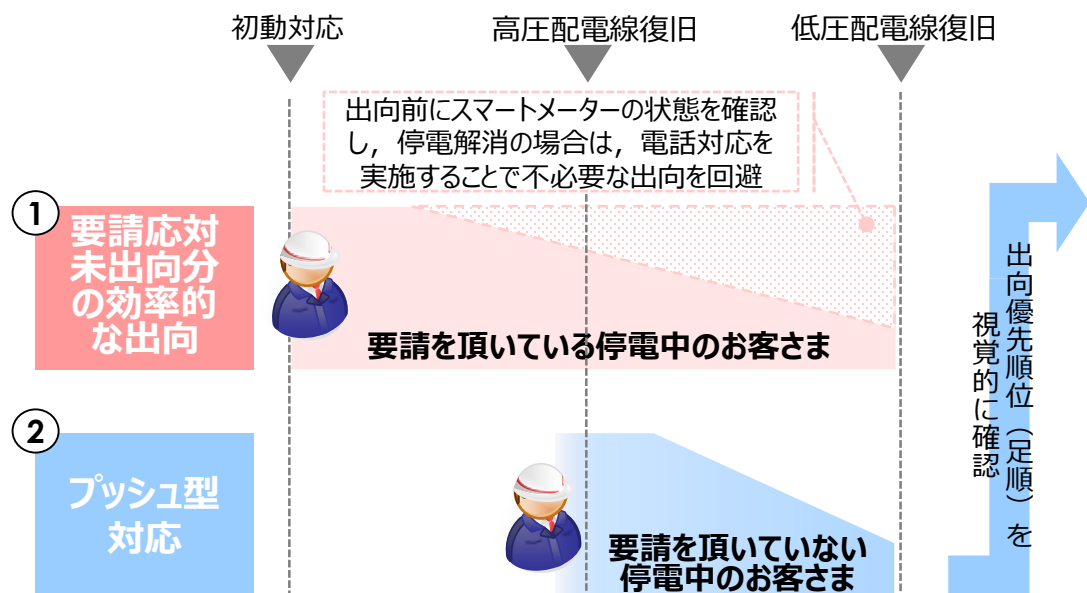 初動対応
高圧配電線復旧
低圧配電線復旧
出向前にスマートメーターの状態を確認
し，停電解消の場合は，電話対応を
実施することで不必要な出向を回避
1
要請応対
未出向分
の効率的
な出向
要請を頂いている停電中のお客さま
2
プッシュ型
対応
要請を頂いていない
停電中のお客さま
出向優先順位（足順）を
視覚的に確認